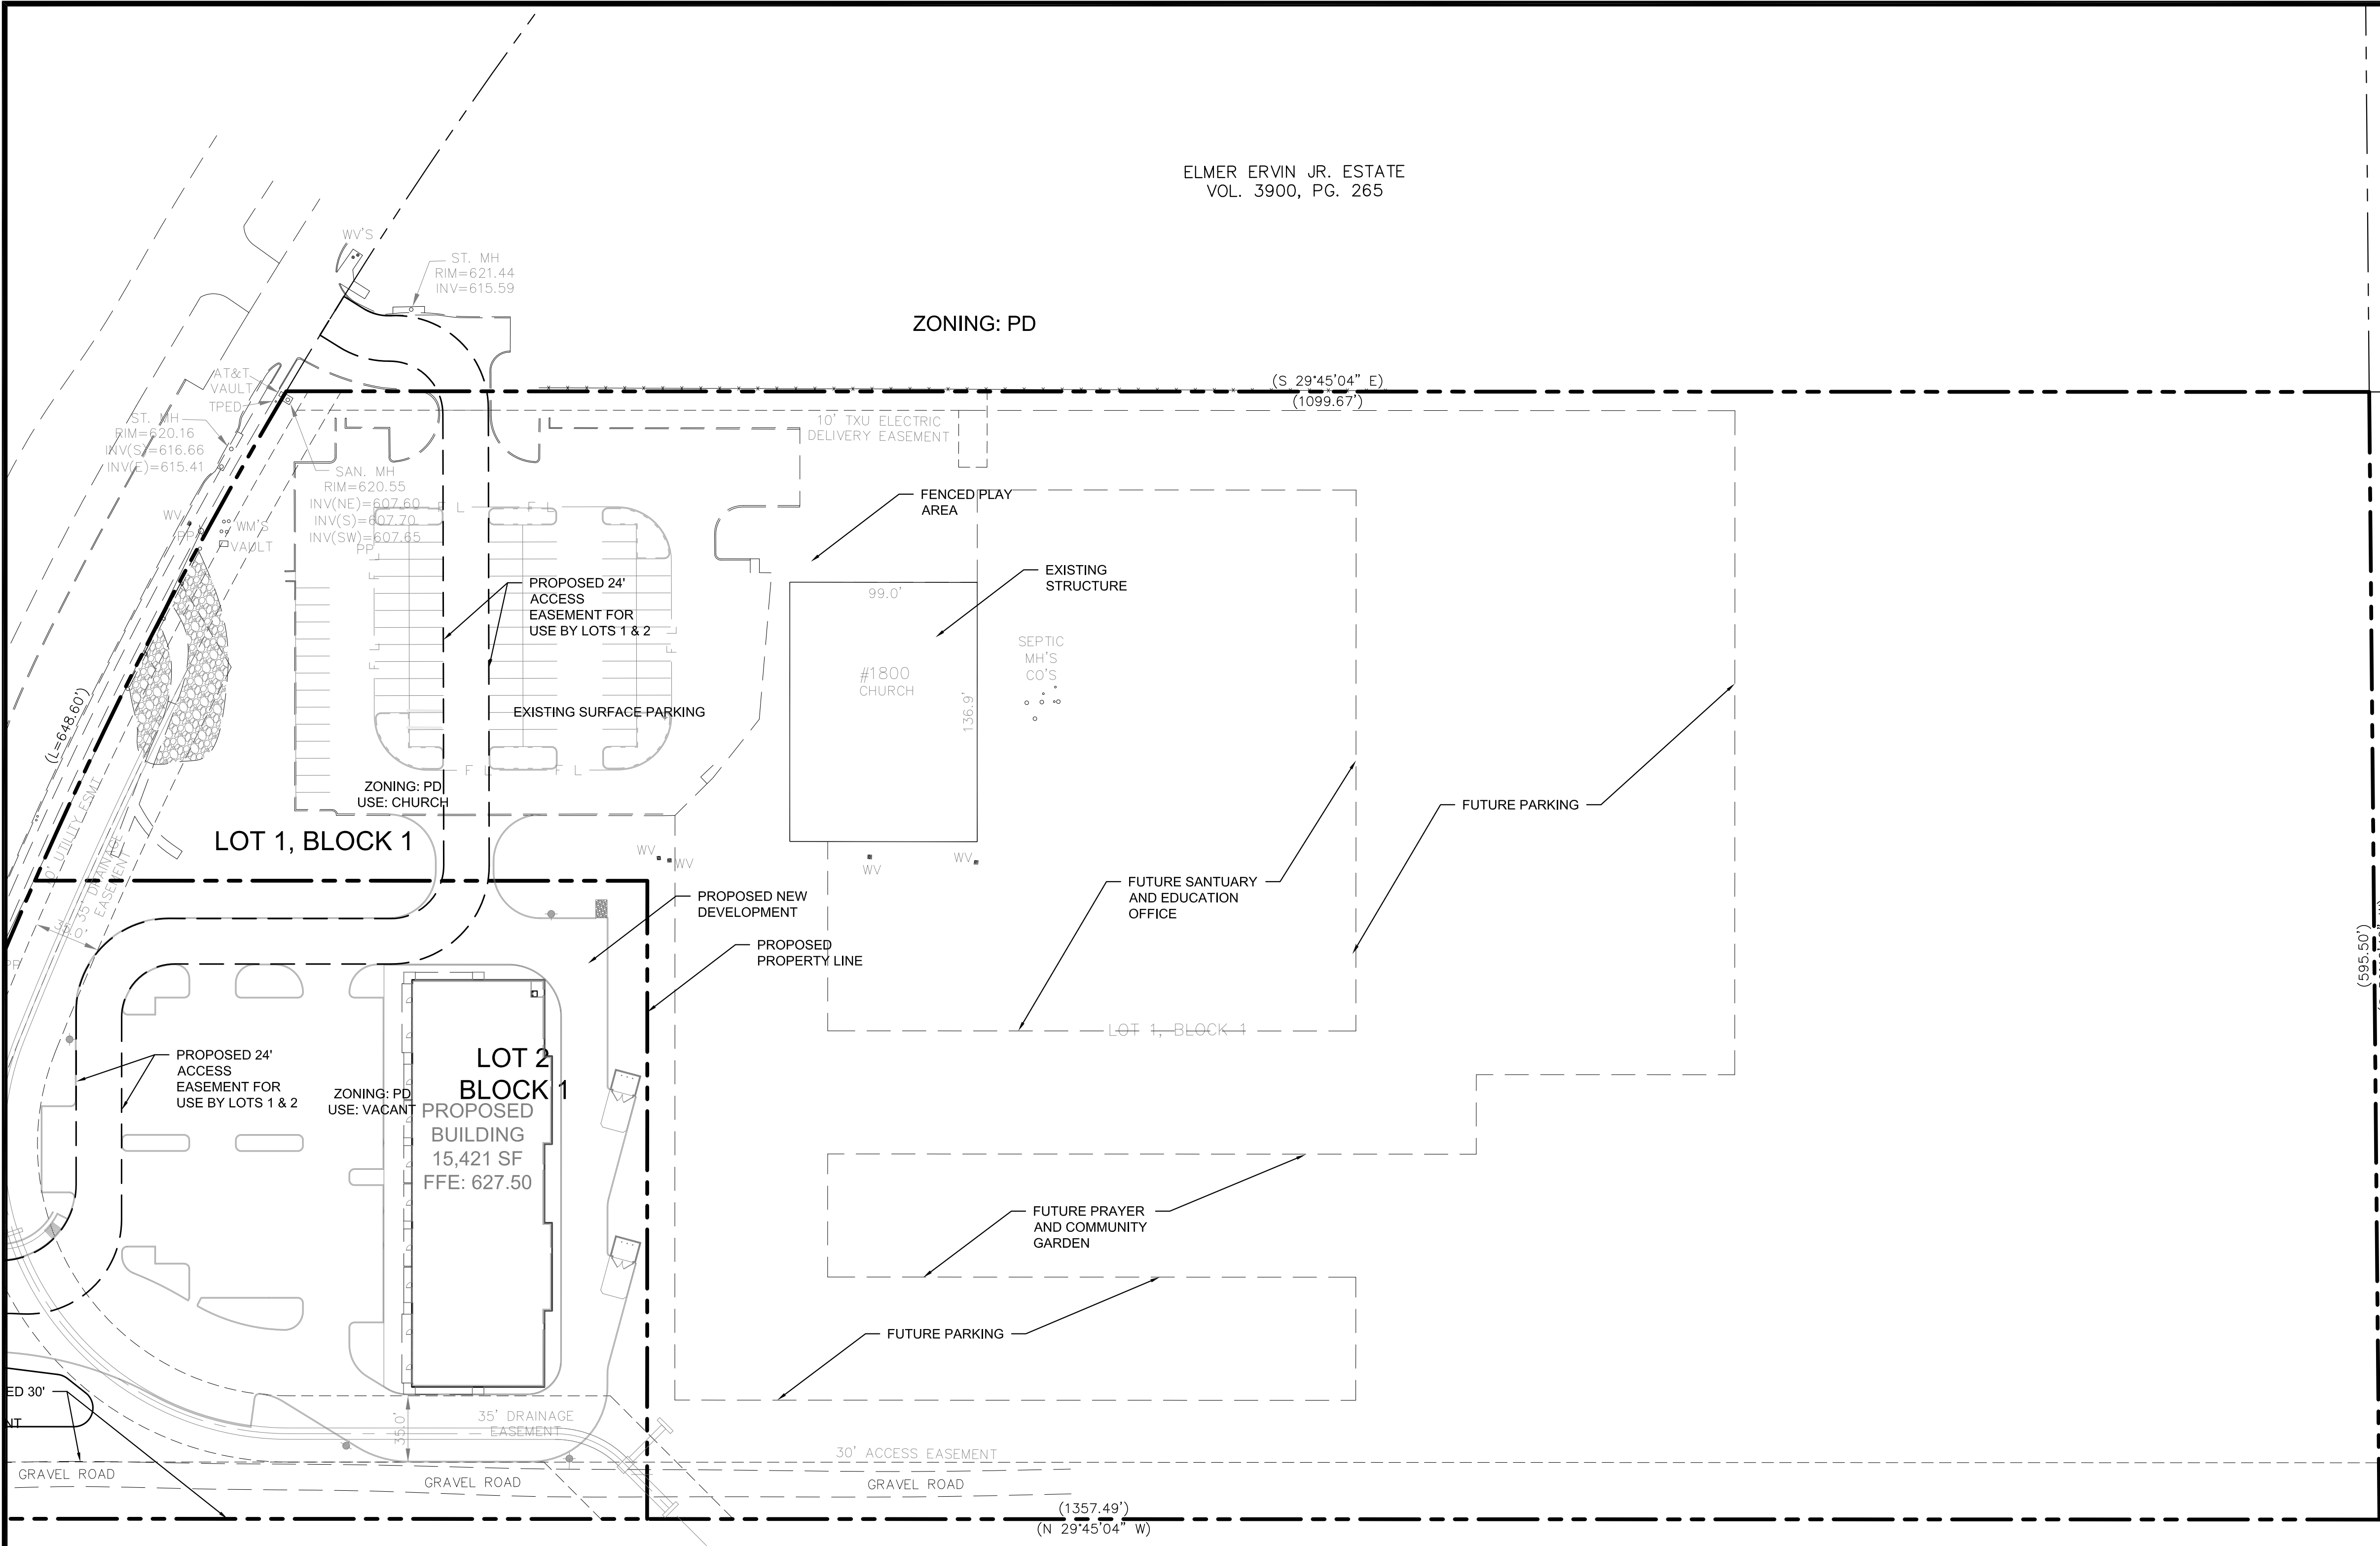 ELMER ERVIN JR. ESTATE
VOL. 3900, PG. 265
WV'S
ST. MH
RIM=621.44
INV=615.59
ZONING: PD
(S 29°45'04" E)
(1099.67')
AT&T
VAULT
TPED
ST. MH
RIM=620.16
INV(S)=616.66
INV(E)=615.41
10' TXU ELECTRIC
DELIVERY EASEMENT
SAN. MH
RIM=620.55
INV(NE)=607.60
INV(S)=607.70
INV(SW)=607.65
PP
WV
PP
WM'S
VAULT
F L
F L
F L
F L
F L
F L
FENCED PLAY
AREA
EXISTING
STRUCTURE
PROPOSED 24'
ACCESS
EASEMENT FOR
USE BY LOTS 1 & 2
99.0'
#1800
CHURCH
136.9'
SEPTIC
MH'S
CO'S
EXISTING SURFACE PARKING
(L=648.60')
F L
F L
ZONING: PD
USE: CHURCH
FUTURE PARKING
LOT 1, BLOCK 1
UTILITY ESMT
35' DRAINAGE
EASEMENT
WV
WV
WV
WV
PROPOSED NEW
DEVELOPMENT
FUTURE SANTUARY
AND EDUCATION
OFFICE
PROPOSED
PROPERTY LINE
(595.50')
PP
LOT 1, BLOCK 1
PROPOSED 24'
ACCESS
EASEMENT FOR
USE BY LOTS 1 & 2
LOT 2
BLOCK 1
ZONING: PD
USE: VACANT
PROPOSED
BUILDING
15,421 SF
FFE: 627.50
FUTURE PRAYER
AND COMMUNITY
GARDEN
FUTURE PARKING
ED 30'
NT
35.0'
35' DRAINAGE
EASEMENT
30' ACCESS EASEMENT
GRAVEL ROAD
GRAVEL ROAD
GRAVEL ROAD
(1357.49')
(N 29°45'04" W)